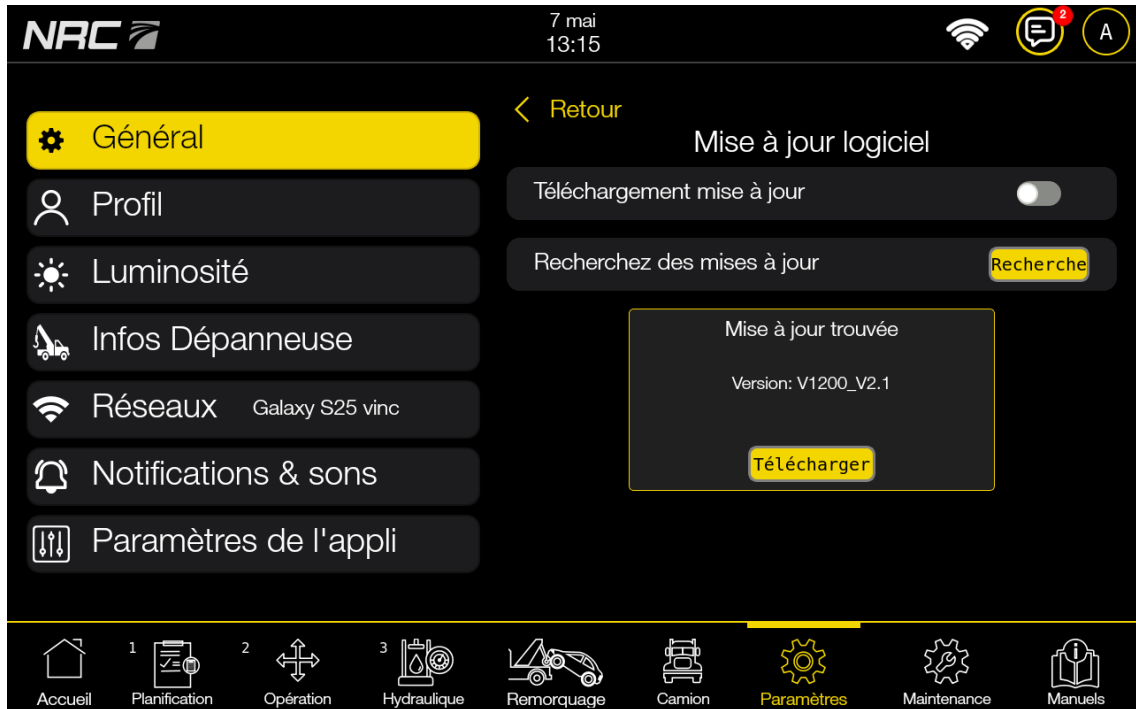 NRC
7 mai
13:15
2
A
Général
Profil
Luminosité
Infos Dépanneuse
Réseaux Galaxy S25 vinc
Notifications & sons
Paramètres de l'appli
Retour
Mise à jour logiciel
Téléchargement mise à jour
Recherchez des mises à jour Recherche
Mise à jour trouvée
Version: V1200_V2.1
Télécharger
1 2 3
Accueil Planification Opération Hydraulique Remorquage Camion Paramètres Maintenance Manuels